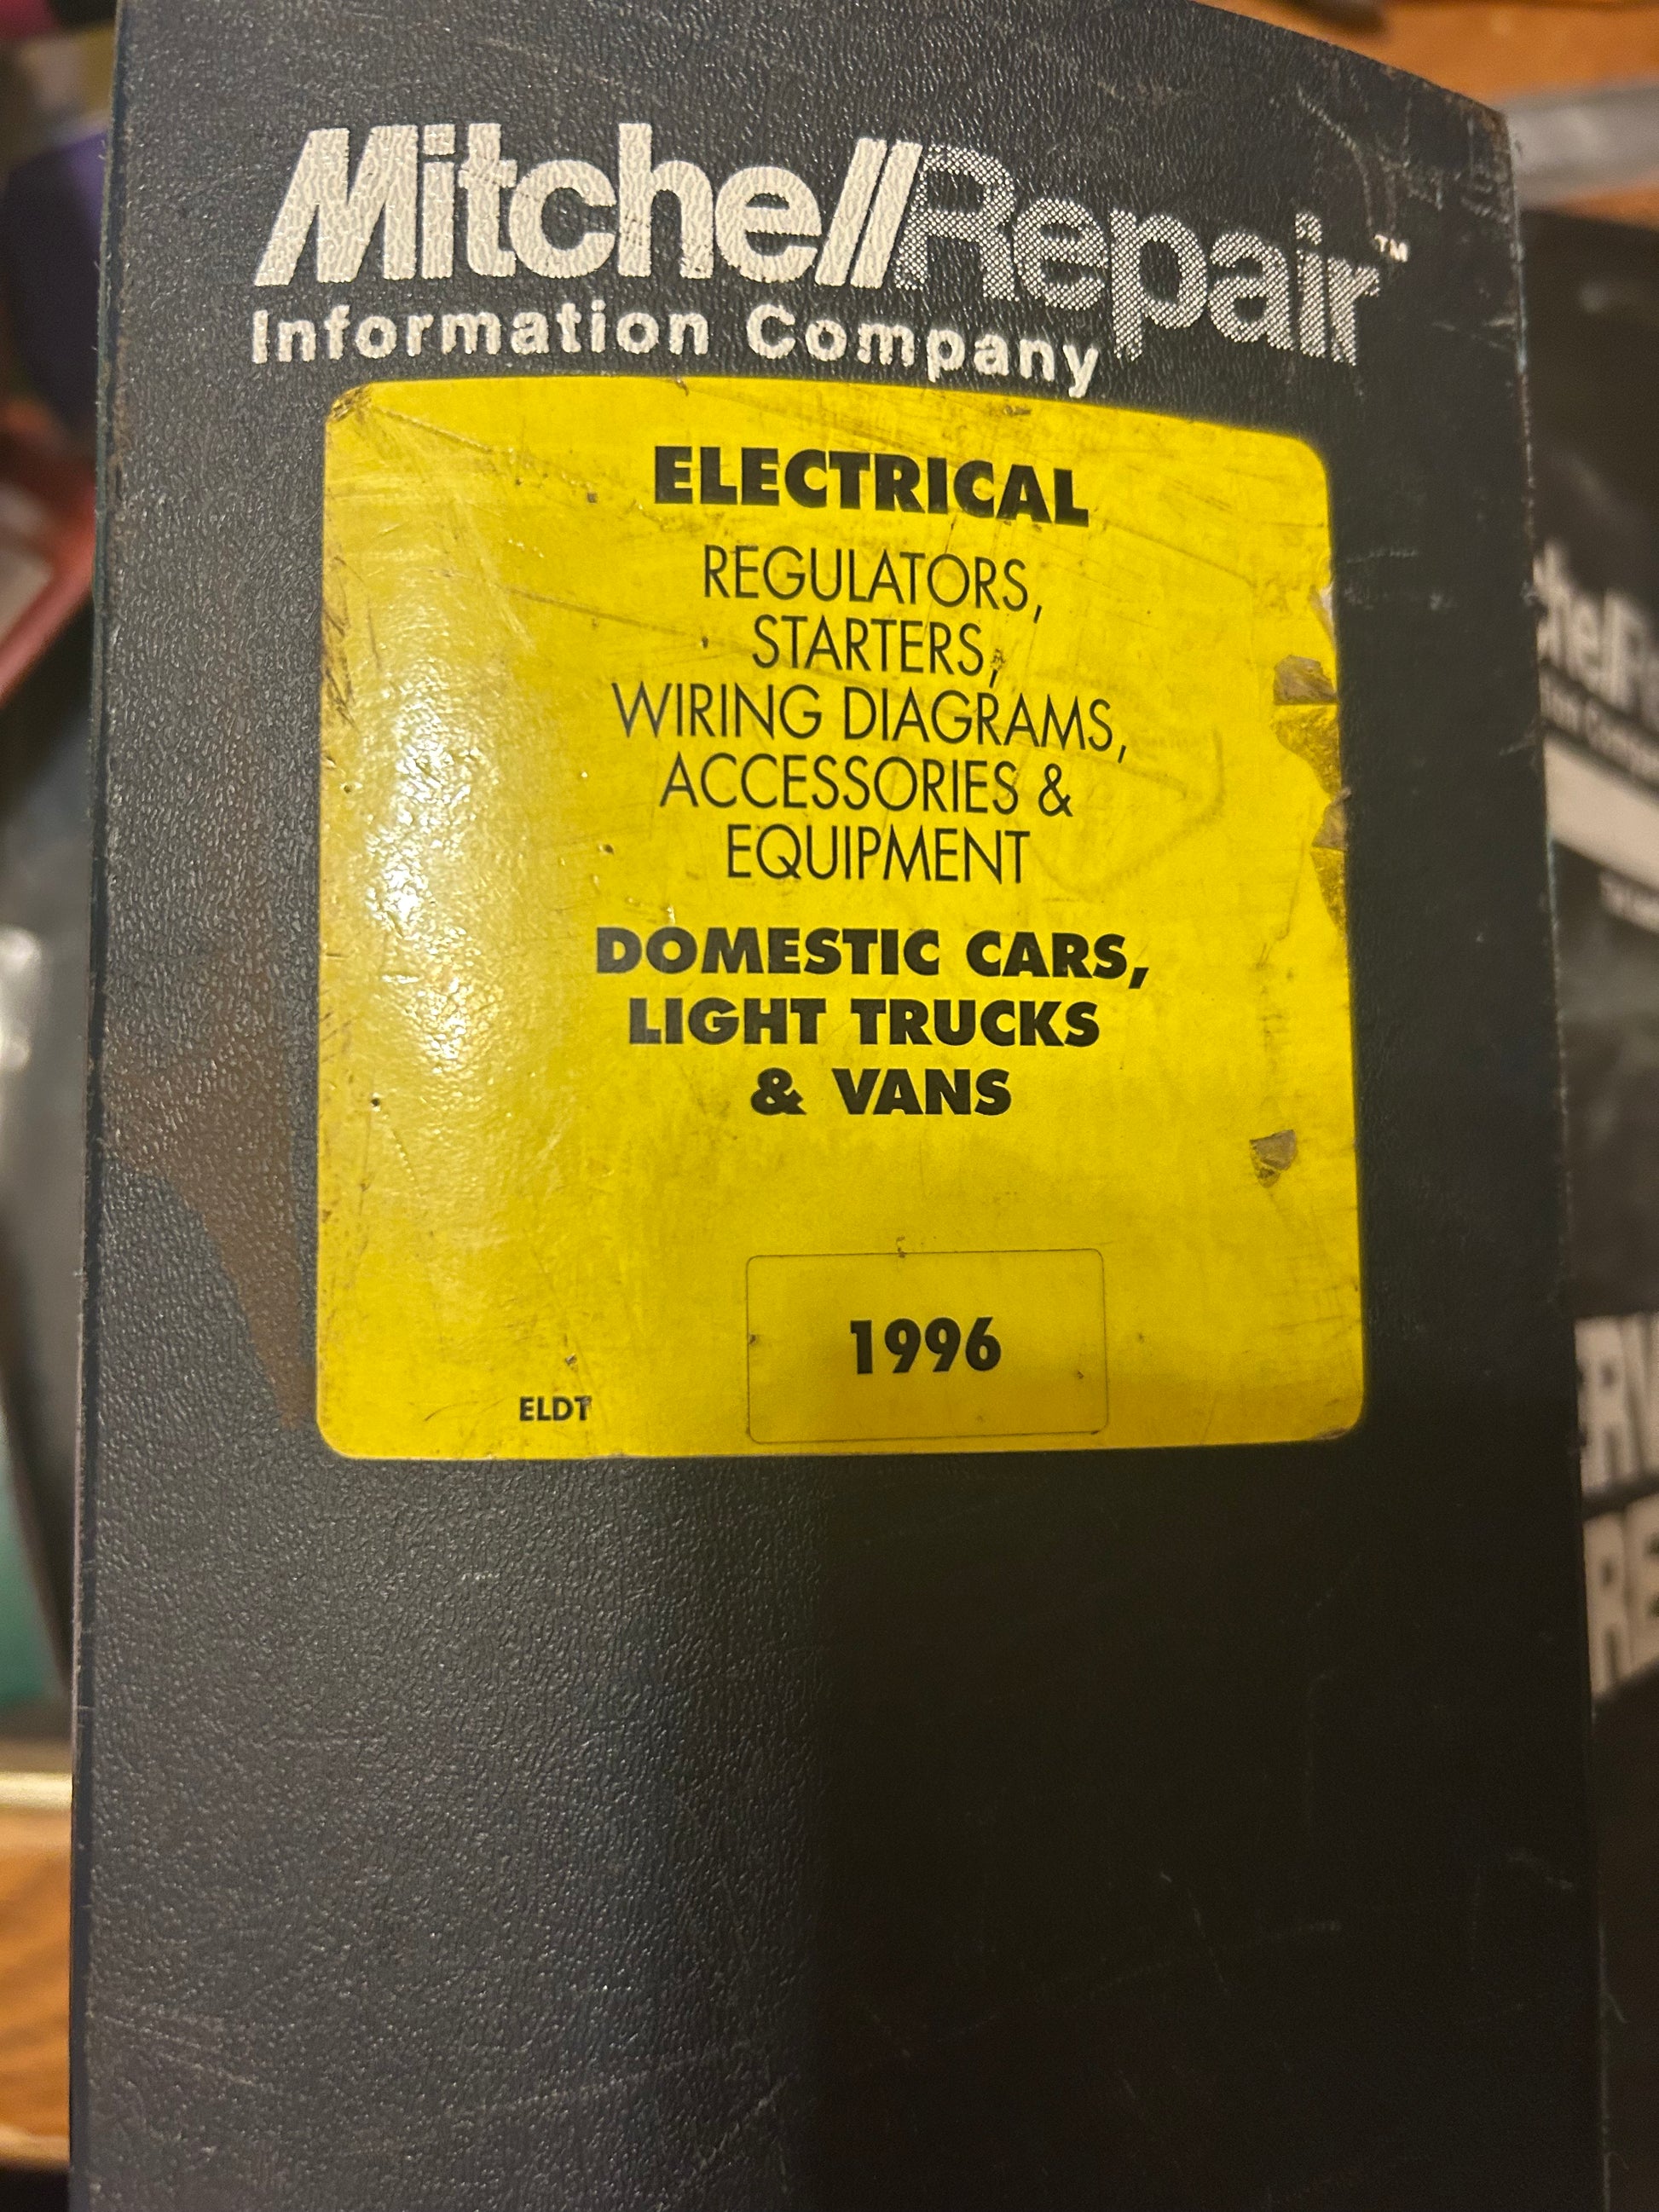 MitchellRepair™
Information Company
ELECTRICAL
REGULATORS,
STARTERS,
WIRING DIAGRAMS,
ACCESSORIES &
EQUIPMENT
DOMESTIC CARS,
LIGHT TRUCKS
& VANS
1996
ELDT